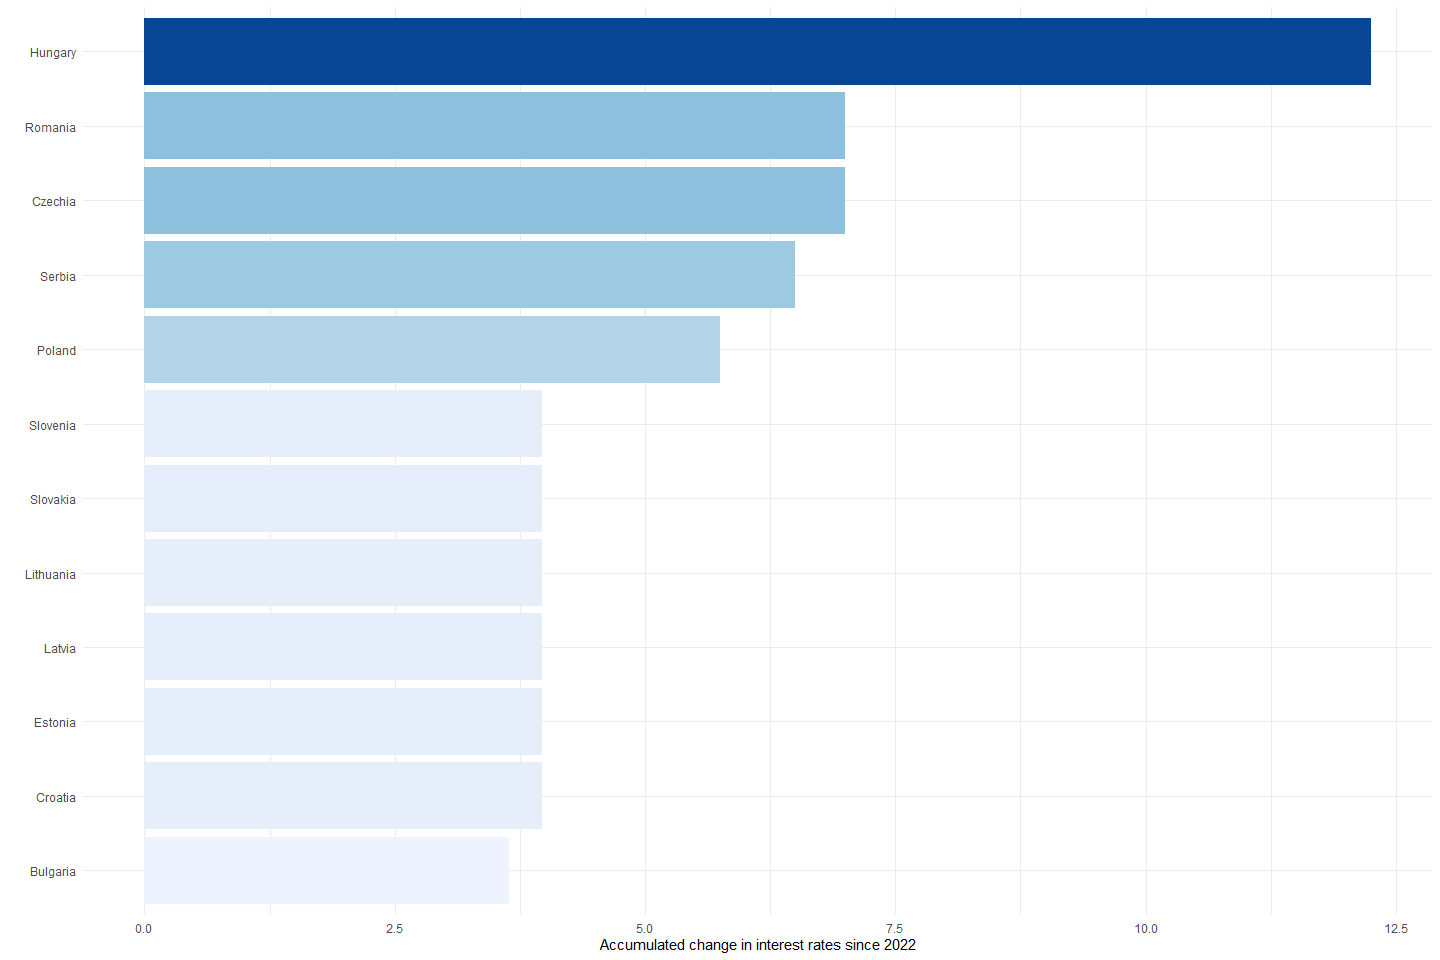 Hungary
Romania
Czechia
Serbia
Poland
Slovenia
Slovakia
Lithuania
Latvia
Estonia
Croatia
Bulgaria
0.0 2.5 5.0 7.5 10.0 12.5
Accumulated change in interest rates since 2022